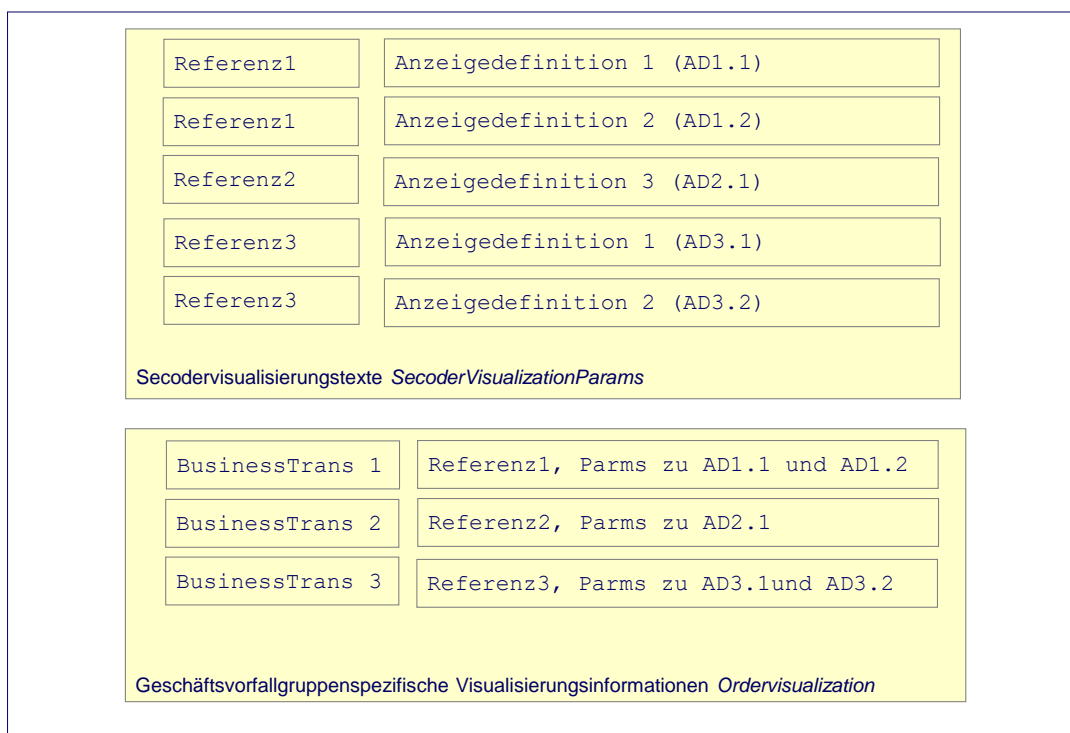 Referenz1 Anzeigedefinition 1 (AD1.1)
Referenz1 Anzeigedefinition 2 (AD1.2)
Referenz2 Anzeigedefinition 3 (AD2.1)
Referenz3 Anzeigedefinition 1 (AD3.1)
Referenz3 Anzeigedefinition 2 (AD3.2)
Secodervisualisierungstexte SecoderVisualizationParams
BusinessTrans 1 Referenz1, Parms zu AD1.1 und AD1.2
BusinessTrans 2 Referenz2, Parms zu AD2.1
BusinessTrans 3 Referenz3, Parms zu AD3.1und AD3.2
Geschäftsvorfallgruppenspezifische Visualisierungsinformationen Ordervisualization